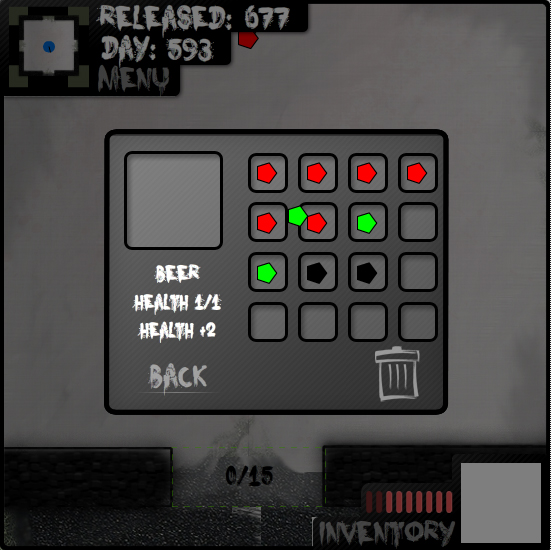 RELEASED: 677
DAY: 593
MENU
BEER
HEALTH 1/1
HEALTH +2
BACK
0/15
INVENTORY